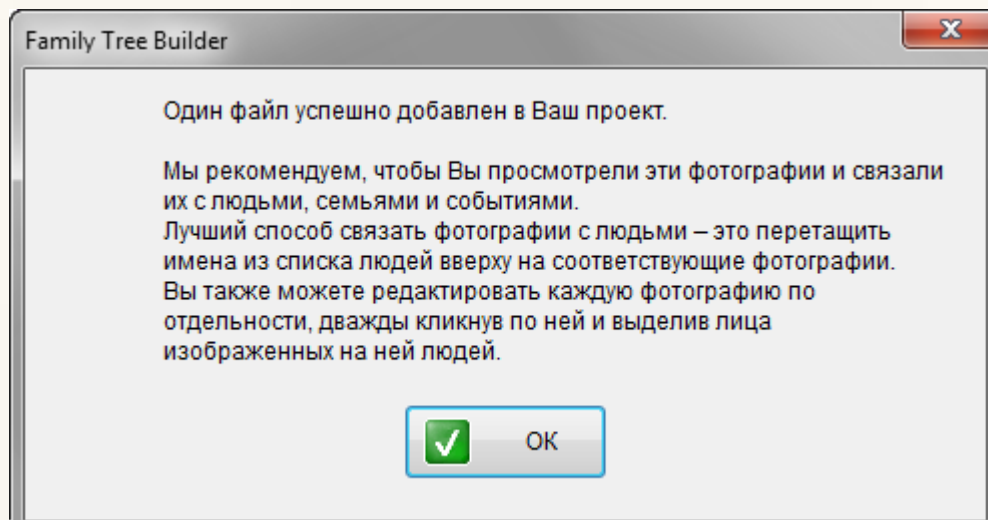 Family Tree Builder
Один файл успешно добавлен в Ваш проект.
Мы рекомендуем, чтобы Вы просмотрели эти фотографии и связали
их с людьми, семьями и событиями.
Лучший способ связать фотографии с людьми – это перетащить
имена из списка людей вверху на соответствующие фотографии.
Вы также можете редактировать каждую фотографию по
отдельности, дважды кликнув по ней и выделив лица
изображенных на ней людей.
ОК